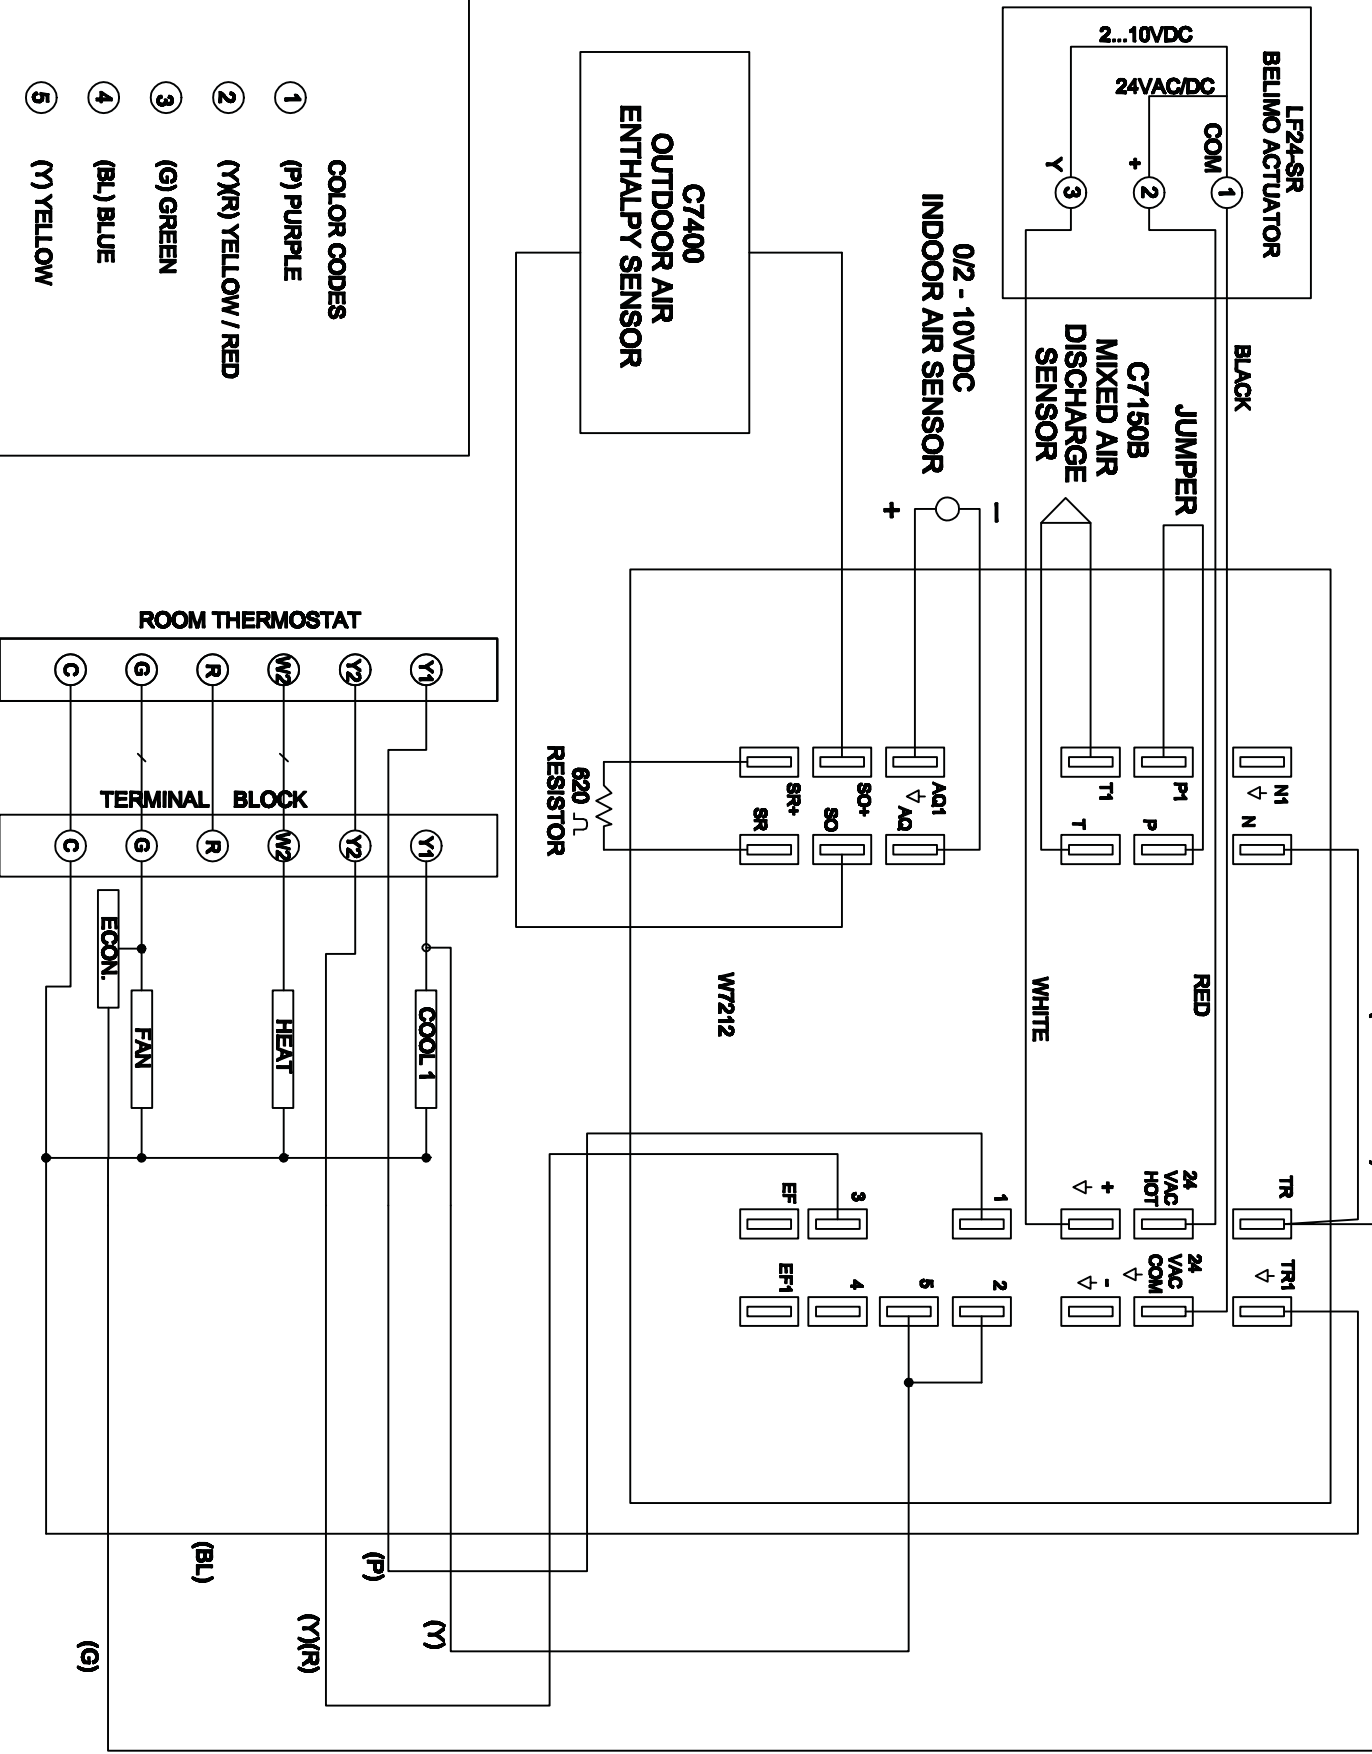 LF24-SR
BELIMO ACTUATOR
2...10VDC
24VAC/DC
COM
+
Y
1
2
3
BLACK
RED
WHITE
JUMPER
C7150B
MIXED AIR
DISCHARGE
SENSOR
0/2 - 10VDC
INDOOR AIR SENSOR
+
–
C7400
OUTDOOR AIR
ENTHALPY SENSOR
COLOR CODES
1 (P) PURPLE
2 (Y)(R) YELLOW / RED
3 (G) GREEN
4 (BL) BLUE
5 (Y) YELLOW
N1
N
P1
P
T1
T
AQ1
AQ
SO+
SO
SR+
SR
620
RESISTOR
W7212
TR
TR1
24
VAC
HOT
24
VAC
COM
+
-
1
2
5
3
4
EF
EF1
ROOM THERMOSTAT
C
G
R
W2
Y2
Y1
TERMINAL BLOCK
C
G
R
W2
Y2
Y1
ECON.
FAN
HEAT
COOL 1
(BL)
(P)
(Y)
(Y)(R)
(G)